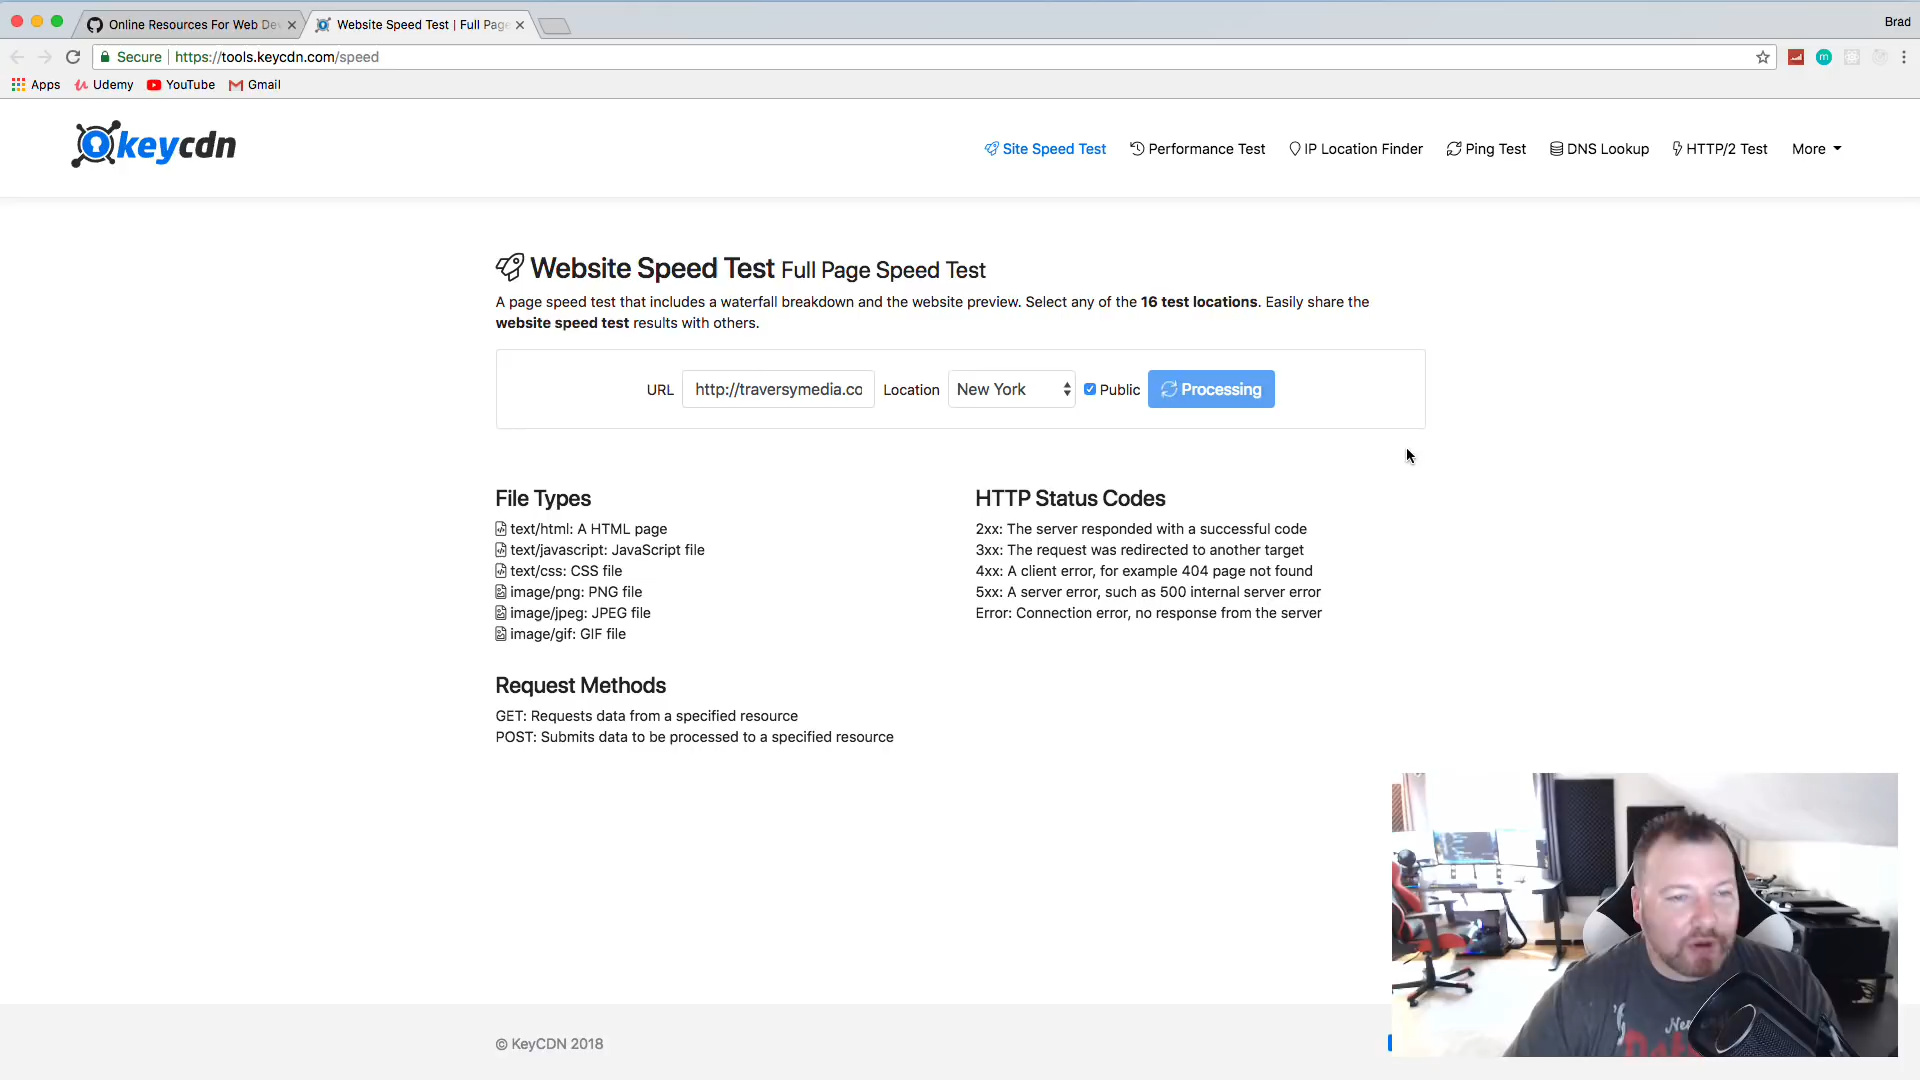 Online Resources For Web De
Website Speed Test | Full Page
Brad
Secure
https://tools.keycdn.com/speed
m
Apps
Udemy
YouTube
Gmail
keycdn
Site Speed Test
Performance Test
IP Location Finder
Ping Test
DNS Lookup
HTTP/2 Test
More
Website Speed Test Full Page Speed Test
A page speed test that includes a waterfall breakdown and the website preview. Select any of the 16 test locations. Easily share the
website speed test results with others.
URL
http://traversymedia.co
Location
New York
Public
Processing
File Types
text/html: A HTML page
text/javascript: JavaScript file
text/css: CSS file
image/png: PNG file
image/jpeg: JPEG file
image/gif: GIF file
HTTP Status Codes
2xx: The server responded with a successful code
3xx: The request was redirected to another target
4xx: A client error, for example 404 page not found
5xx: A server error, such as 500 internal server error
Error: Connection error, no response from the server
Request Methods
GET: Requests data from a specified resource
POST: Submits data to be processed to a specified resource
© KeyCDN 2018